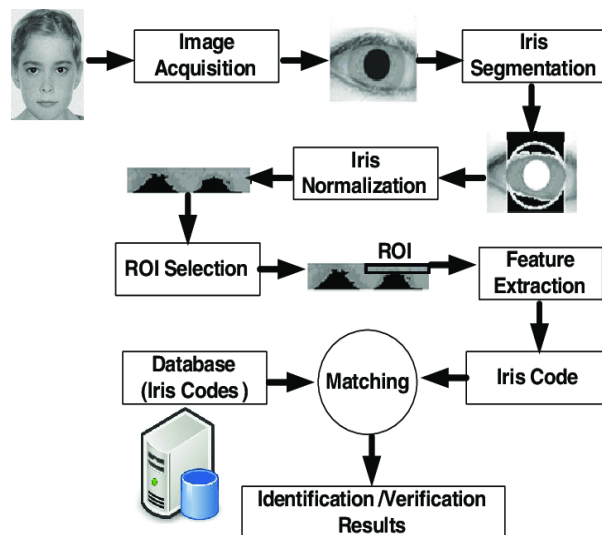 Image
Acquisition
Iris
Segmentation
Iris
Normalization
ROI Selection
ROI
Feature
Extraction
Database
(Iris Codes)
Matching
Iris Code
Identification /Verification
Results